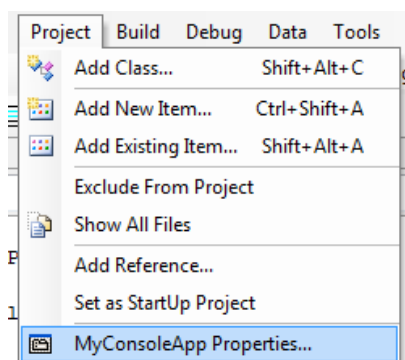 Project Build Debug Data Tools
Add Class... Shift+Alt+C
Add New Item... Ctrl+Shift+A
Add Existing Item... Shift+Alt+A
Exclude From Project
Show All Files
Add Reference...
Set as StartUp Project
MyConsoleApp Properties...